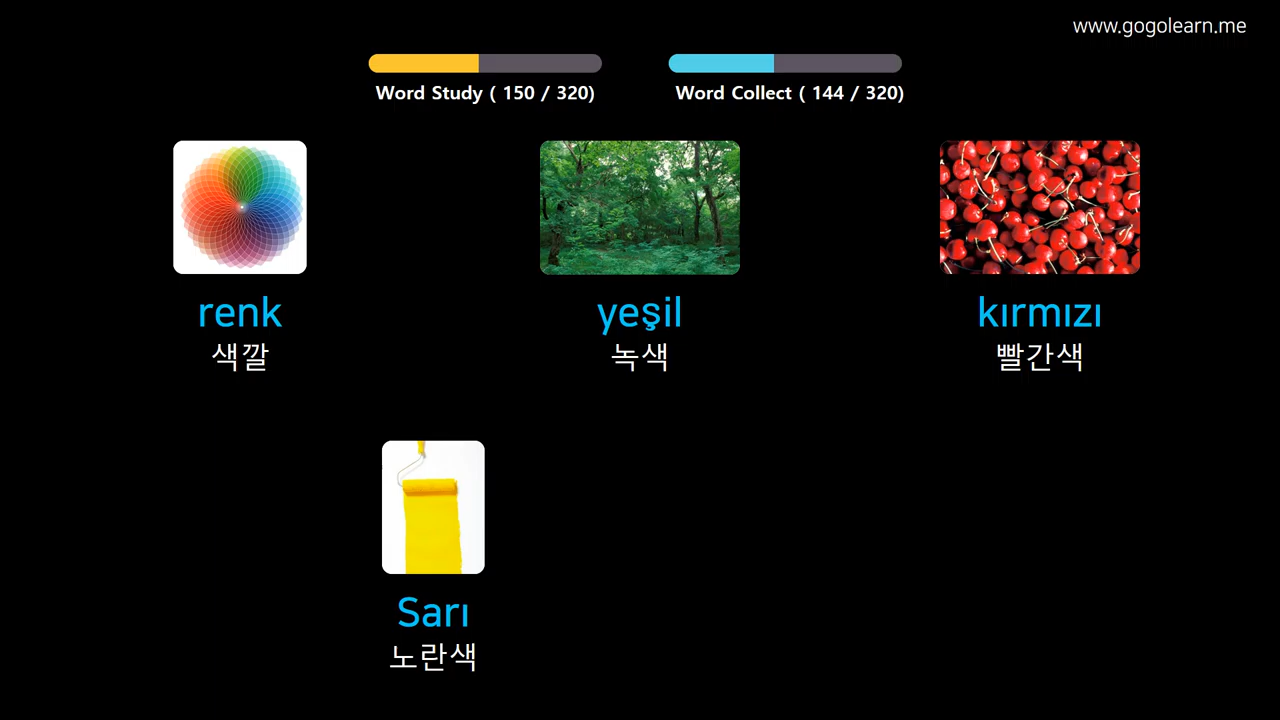 www.gogolearn.me
Word Study ( 150 / 320)
Word Collect ( 144 / 320)
renk
색깔
yeşil
녹색
kırmızı
빨간색
Sarı
노란색